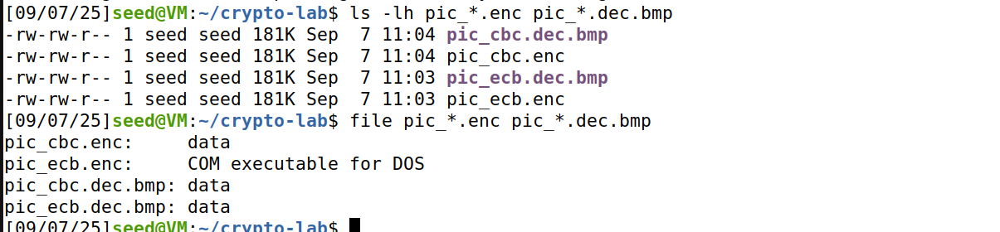 [09/07/25]seed@VM:~/crypto-lab$ ls -lh pic_*.enc pic_*.dec.bmp
-rw-rw-r-- 1 seed seed 181K Sep  7 11:04 pic_cbc.dec.bmp
-rw-rw-r-- 1 seed seed 181K Sep  7 11:04 pic_cbc.enc
-rw-rw-r-- 1 seed seed 181K Sep  7 11:03 pic_ecb.dec.bmp
-rw-rw-r-- 1 seed seed 181K Sep  7 11:03 pic_ecb.enc
[09/07/25]seed@VM:~/crypto-lab$ file pic_*.enc pic_*.dec.bmp
pic_cbc.enc:     data
pic_ecb.enc:     COM executable for DOS
pic_cbc.dec.bmp: data
pic_ecb.dec.bmp: data
[09/07/25]seed@VM:~/crypto-lab$